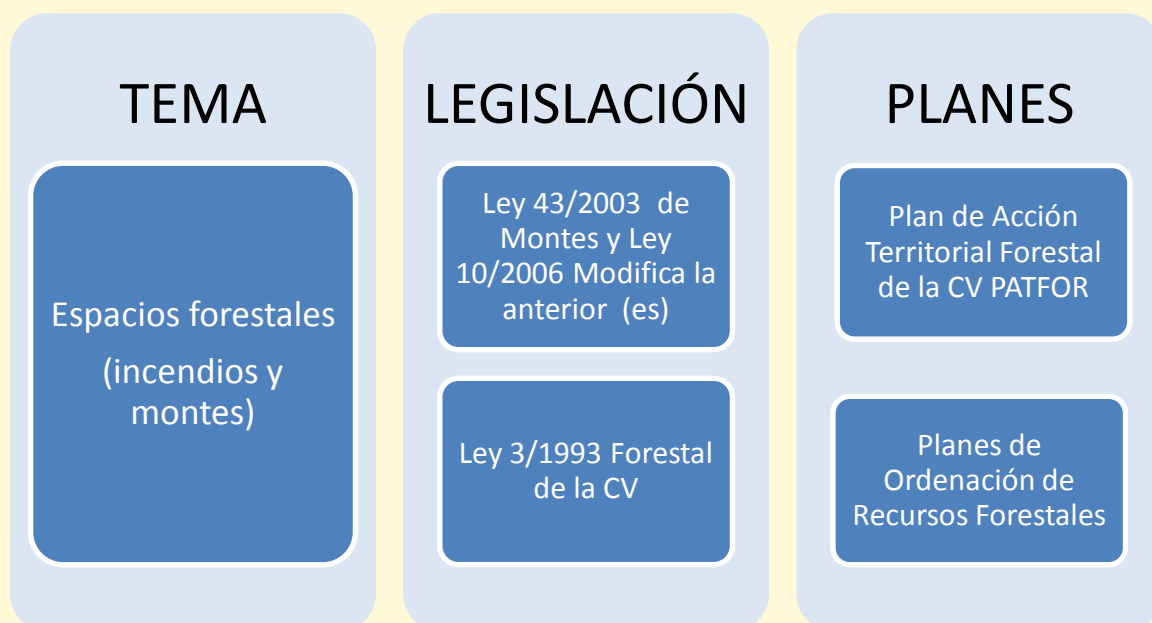 TEMA
Espacios forestales
(incendios y
montes)
LEGISLACIÓN
Ley 43/2003 de
Montes y Ley
10/2006 Modifica la
anterior (es)
Ley 3/1993 Forestal
de la CV
PLANES
Plan de Acción
Territorial Forestal
de la CV PATFOR
Planes de
Ordenación de
Recursos Forestales